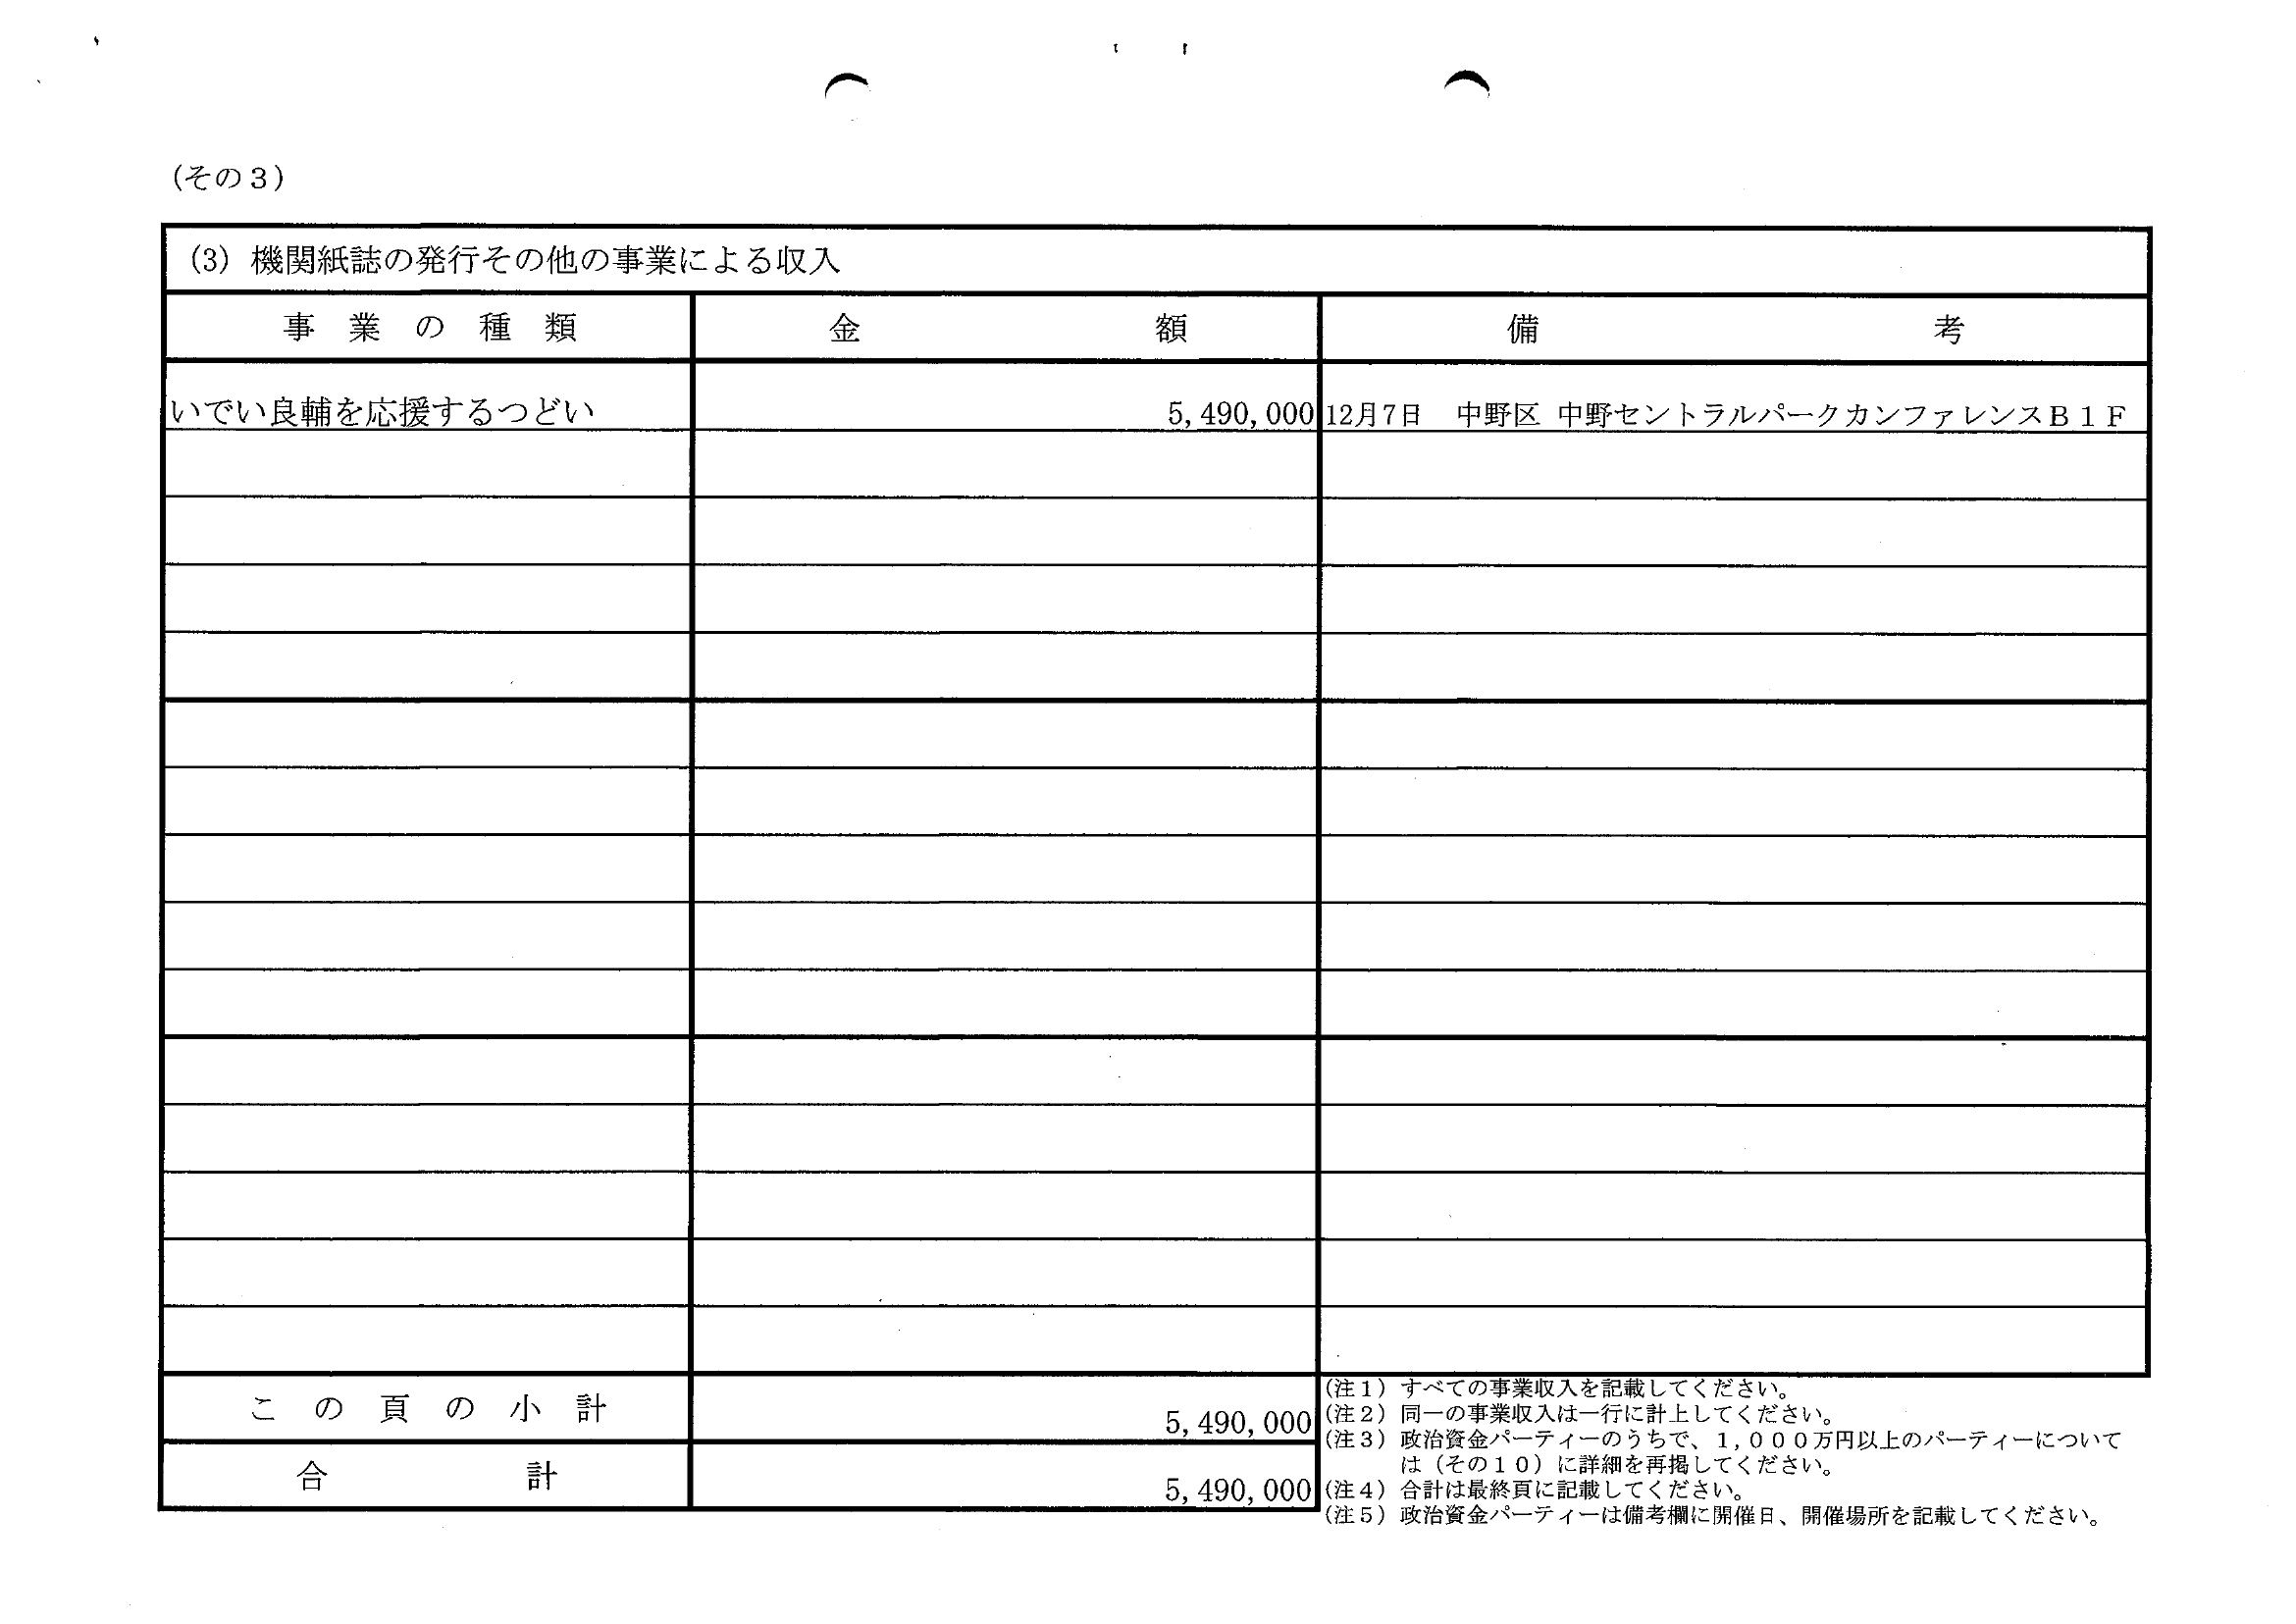 (その3)
(3) 機関紙誌の発行その他の事業による収入
事業の種類 金額 備考
いでい良輔を応援するつどい 5,490,000 12月7日 中野区 中野セントラルパークカンファレンスB1F
この頁の小計 5,490,000
合計 5,490,000
(注1) すべての事業収入を記載してください。
(注2) 同一の事業収入は一行に計上してください。
(注3) 政治資金パーティーのうちで、1,000万円以上のパーティーについて
は(その10)に詳細を再掲してください。
(注4) 合計は最終頁に記載してください。
(注5) 政治資金パーティーは備考欄に開催日、開催場所を記載してください。